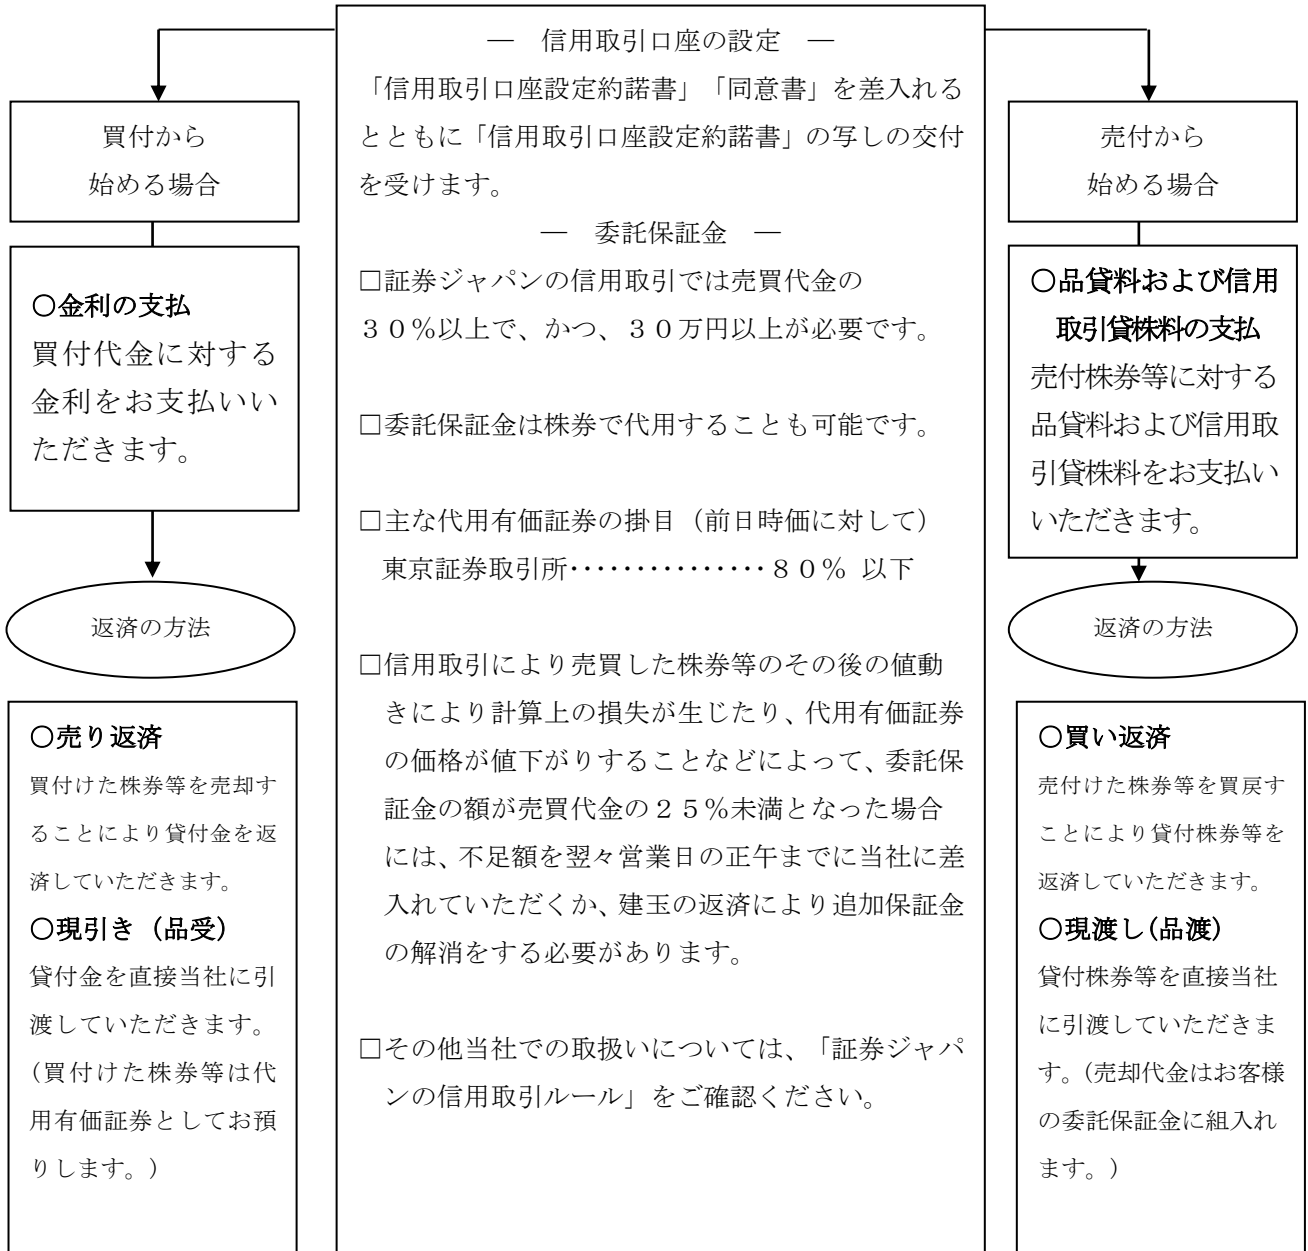 ― 信用取引口座の設定 ―
「信用取引口座設定約諾書」「同意書」を差入れる
とともに「信用取引口座設定約諾書」の写しの交付
を受けます。
― 委託保証金 ―
□証券ジャパンの信用取引では売買代金の
３０％以上で、かつ、３０万円以上が必要です。
□委託保証金は株券で代用することも可能です。
□主な代用有価証券の掛目（前日時価に対して）
東京証券取引所・・・・・・・・・・・・・・・８０％ 以下
□信用取引により売買した株券等のその後の値動
きにより計算上の損失が生じたり、代用有価証券
の価格が値下がりすることなどによって、委託保
証金の額が売買代金の２５％未満となった場合
には、不足額を翌々営業日の正午までに当社に差
入れていただくか、建玉の返済により追加保証金
の解消をする必要があります。
□その他当社での取扱いについては、「証券ジャパ
ンの信用取引ルール」をご確認ください。
買付から
始める場合
○金利の支払
買付代金に対する
金利をお支払いい
ただきます。
返済の方法
○売り返済
買付けた株券等を売却す
ることにより貸付金を返
済していただきます。
○現引き（品受）
貸付金を直接当社に引
渡していただきます。
（買付けた株券等は代
用有価証券としてお預
りします。）
売付から
始める場合
○品貸料および信用
取引貸株料の支払
売付株券等に対する
品貸料および信用取
引貸株料をお支払い
いただきます。
返済の方法
○買い返済
売付けた株券等を買戻す
ことにより貸付株券等を
返済していただきます。
○現渡し（品渡）
貸付株券等を直接当社
に引渡していただきま
す。（売却代金はお客様
の委託保証金に組入れ
ます。）